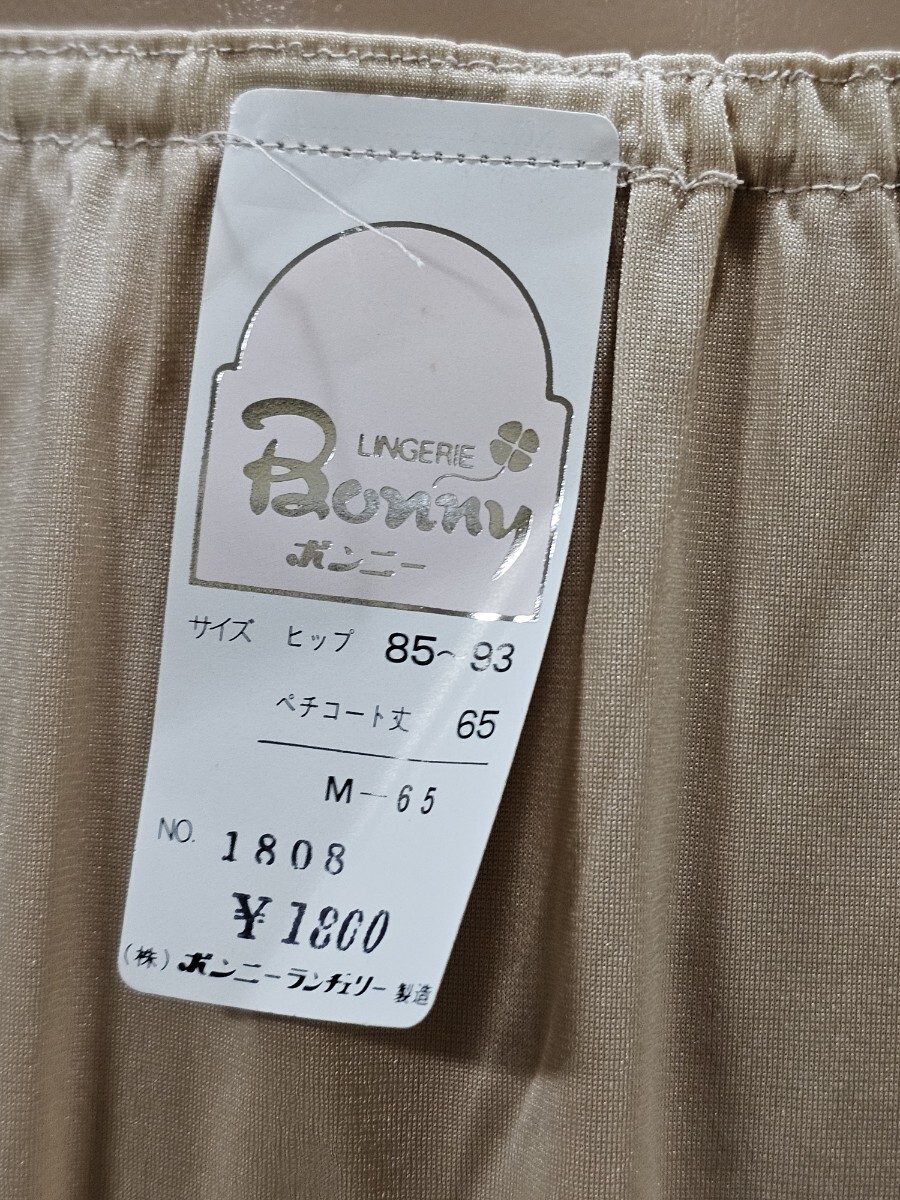 LINGERIE
Bonny
ボンニー
サイズ ヒップ 85~93
ペチコート丈 65
M-65
NO. 1808
¥1800
(株)ボンニーランヂェリー製造